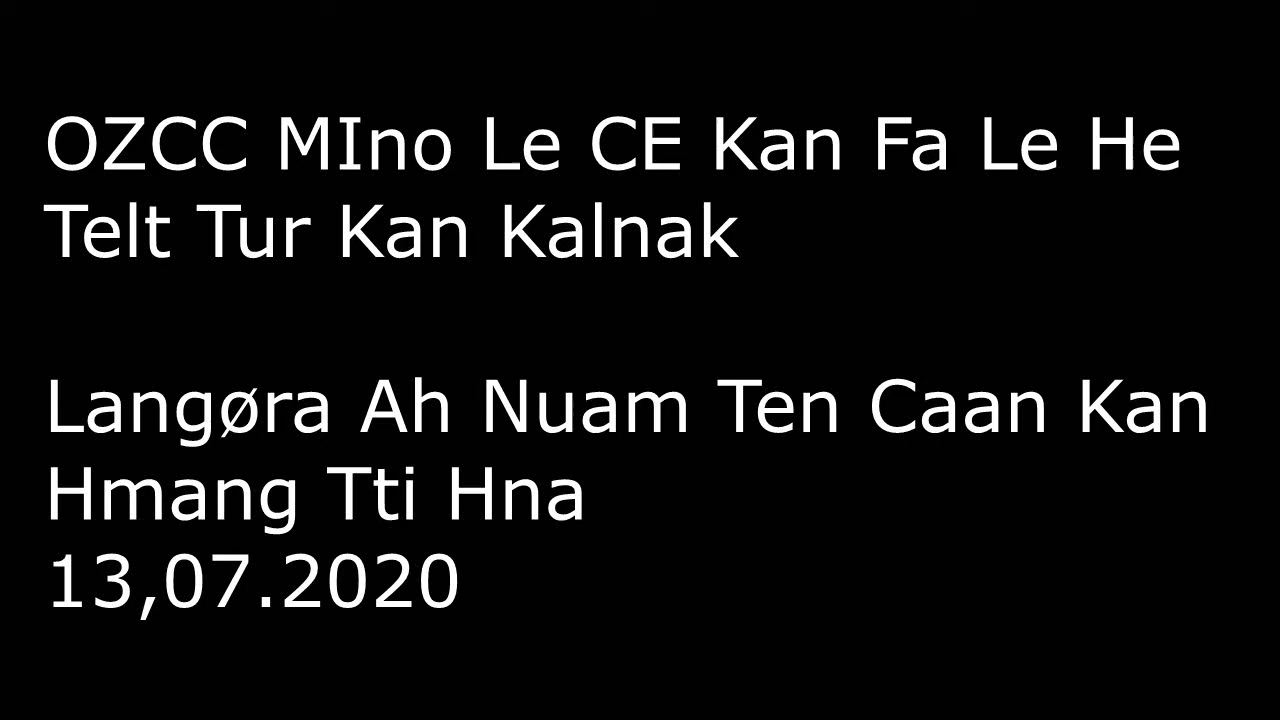 OZCC MIno Le CE Kan Fa Le He
Telt Tur Kan Kalnak
Langøra Ah Nuam Ten Caan Kan
Hmang Tti Hna
13,07.2020